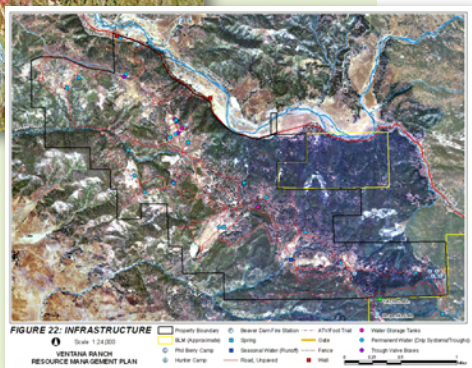 FIGURE 22: INFRASTRUCTURE
Scale 1:24,000
VENTANA RANCH
RESOURCE MANAGEMENT PLAN
Property Boundary
BLM (Approximate)
Phil Berry Camp
Hunter Camp
Beaver Dam Fire Station
Spring
Seasonal Water (Runoff)
Road, Unpaved
ATV/Foot Trail
Gate
Fence
Well
Water Storage Tanks
Permanent Water (Drip Systems/Troughs)
Trough Valve Boxes